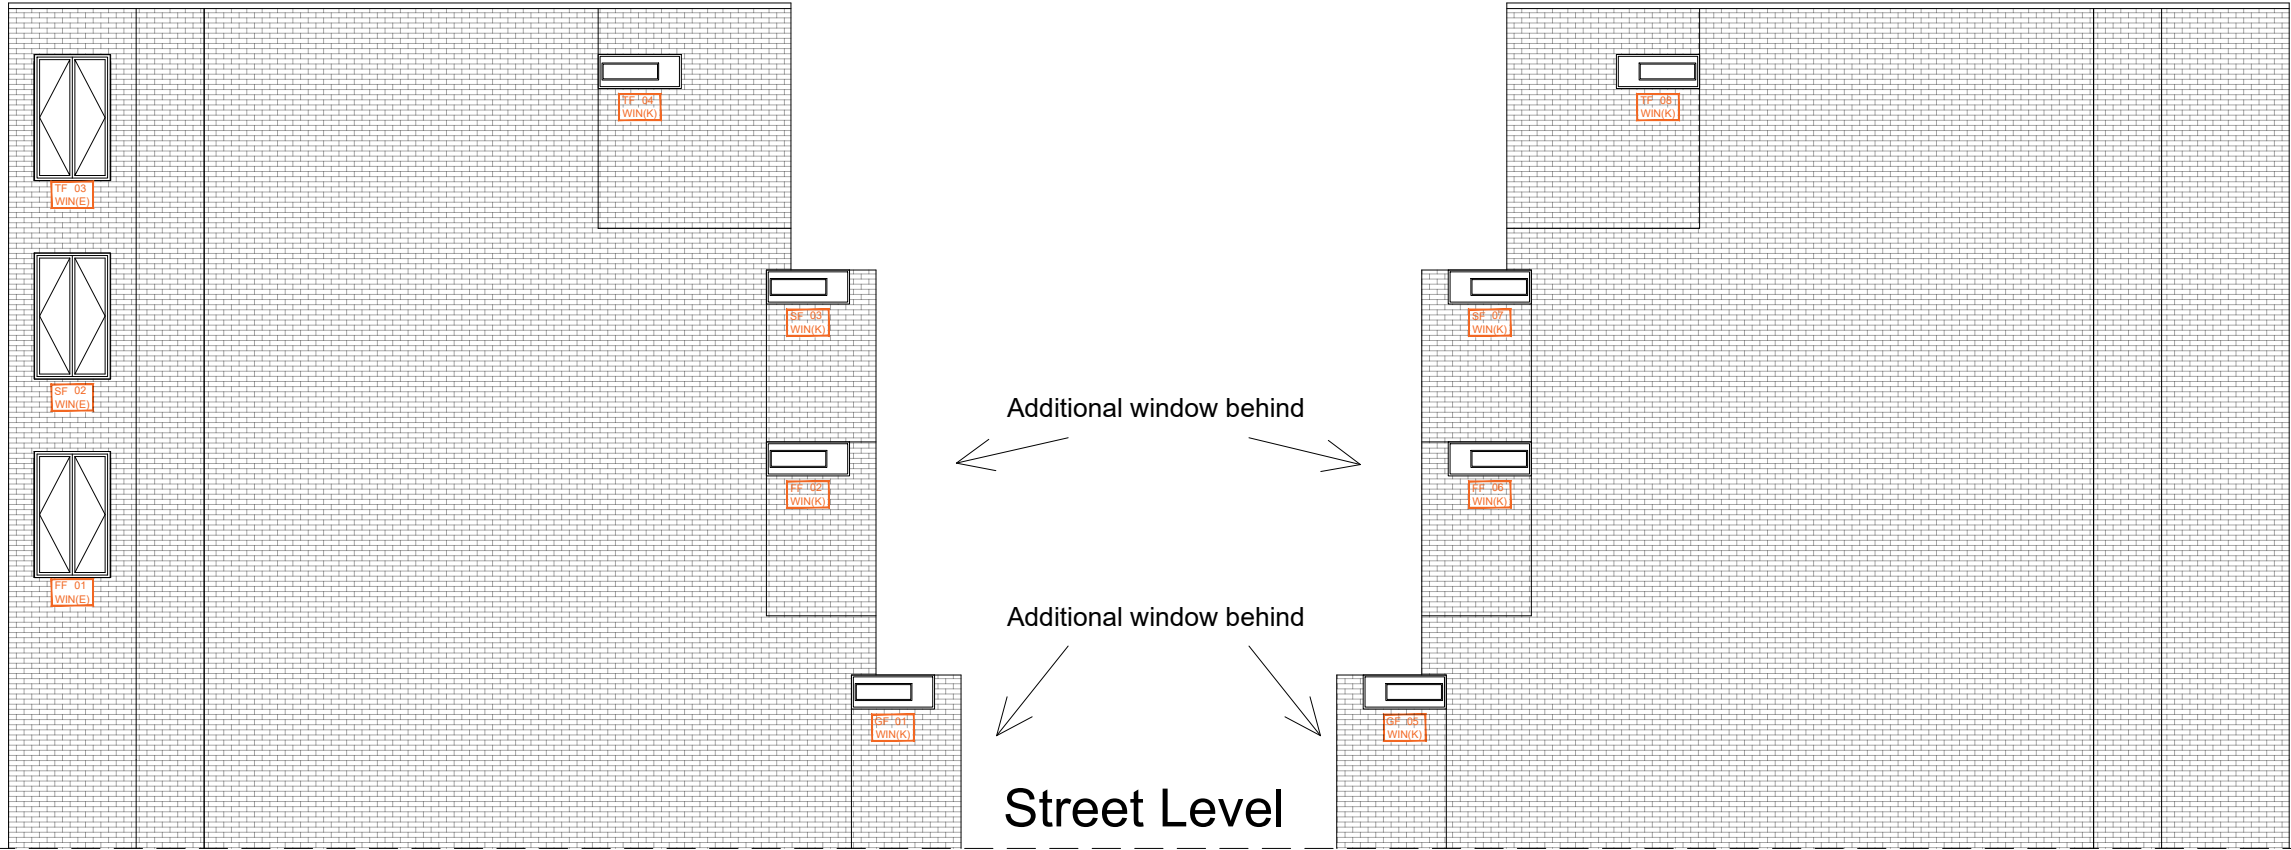 TF 04
WIN(K)
TF 08
WIN(K)
TF 03
WIN(E)
SF 03
WIN(K)
SF 07
WIN(K)
SF 02
WIN(E)
Additional window behind
FF 02
WIN(K)
FF 06
WIN(K)
FF 01
WIN(E)
Additional window behind
GF 01
WIN(K)
GF 05
WIN(K)
Street Level